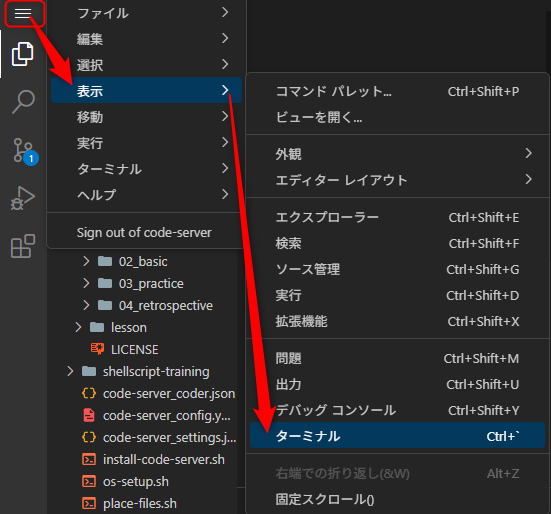 ファイル
編集
選択
表示
移動
実行
ターミナル
ヘルプ
Sign out of code-server
コマンド パレット... Ctrl+Shift+P
ビューを開く...
外観
エディター レイアウト
エクスプローラー Ctrl+Shift+E
検索 Ctrl+Shift+F
ソース管理 Ctrl+Shift+G
実行 Ctrl+Shift+D
拡張機能 Ctrl+Shift+X
問題 Ctrl+Shift+M
出力 Ctrl+Shift+U
デバッグ コンソール Ctrl+Shift+Y
ターミナル Ctrl+`
右端での折り返し(&W) Alt+Z
固定スクロール()
1
02_basic
03_practice
04_retrospective
lesson
LICENSE
shellscript-training
code-server_coder.json
code-server_config.y...
code-server_settings.j...
install-code-server.sh
os-setup.sh
place-files.sh